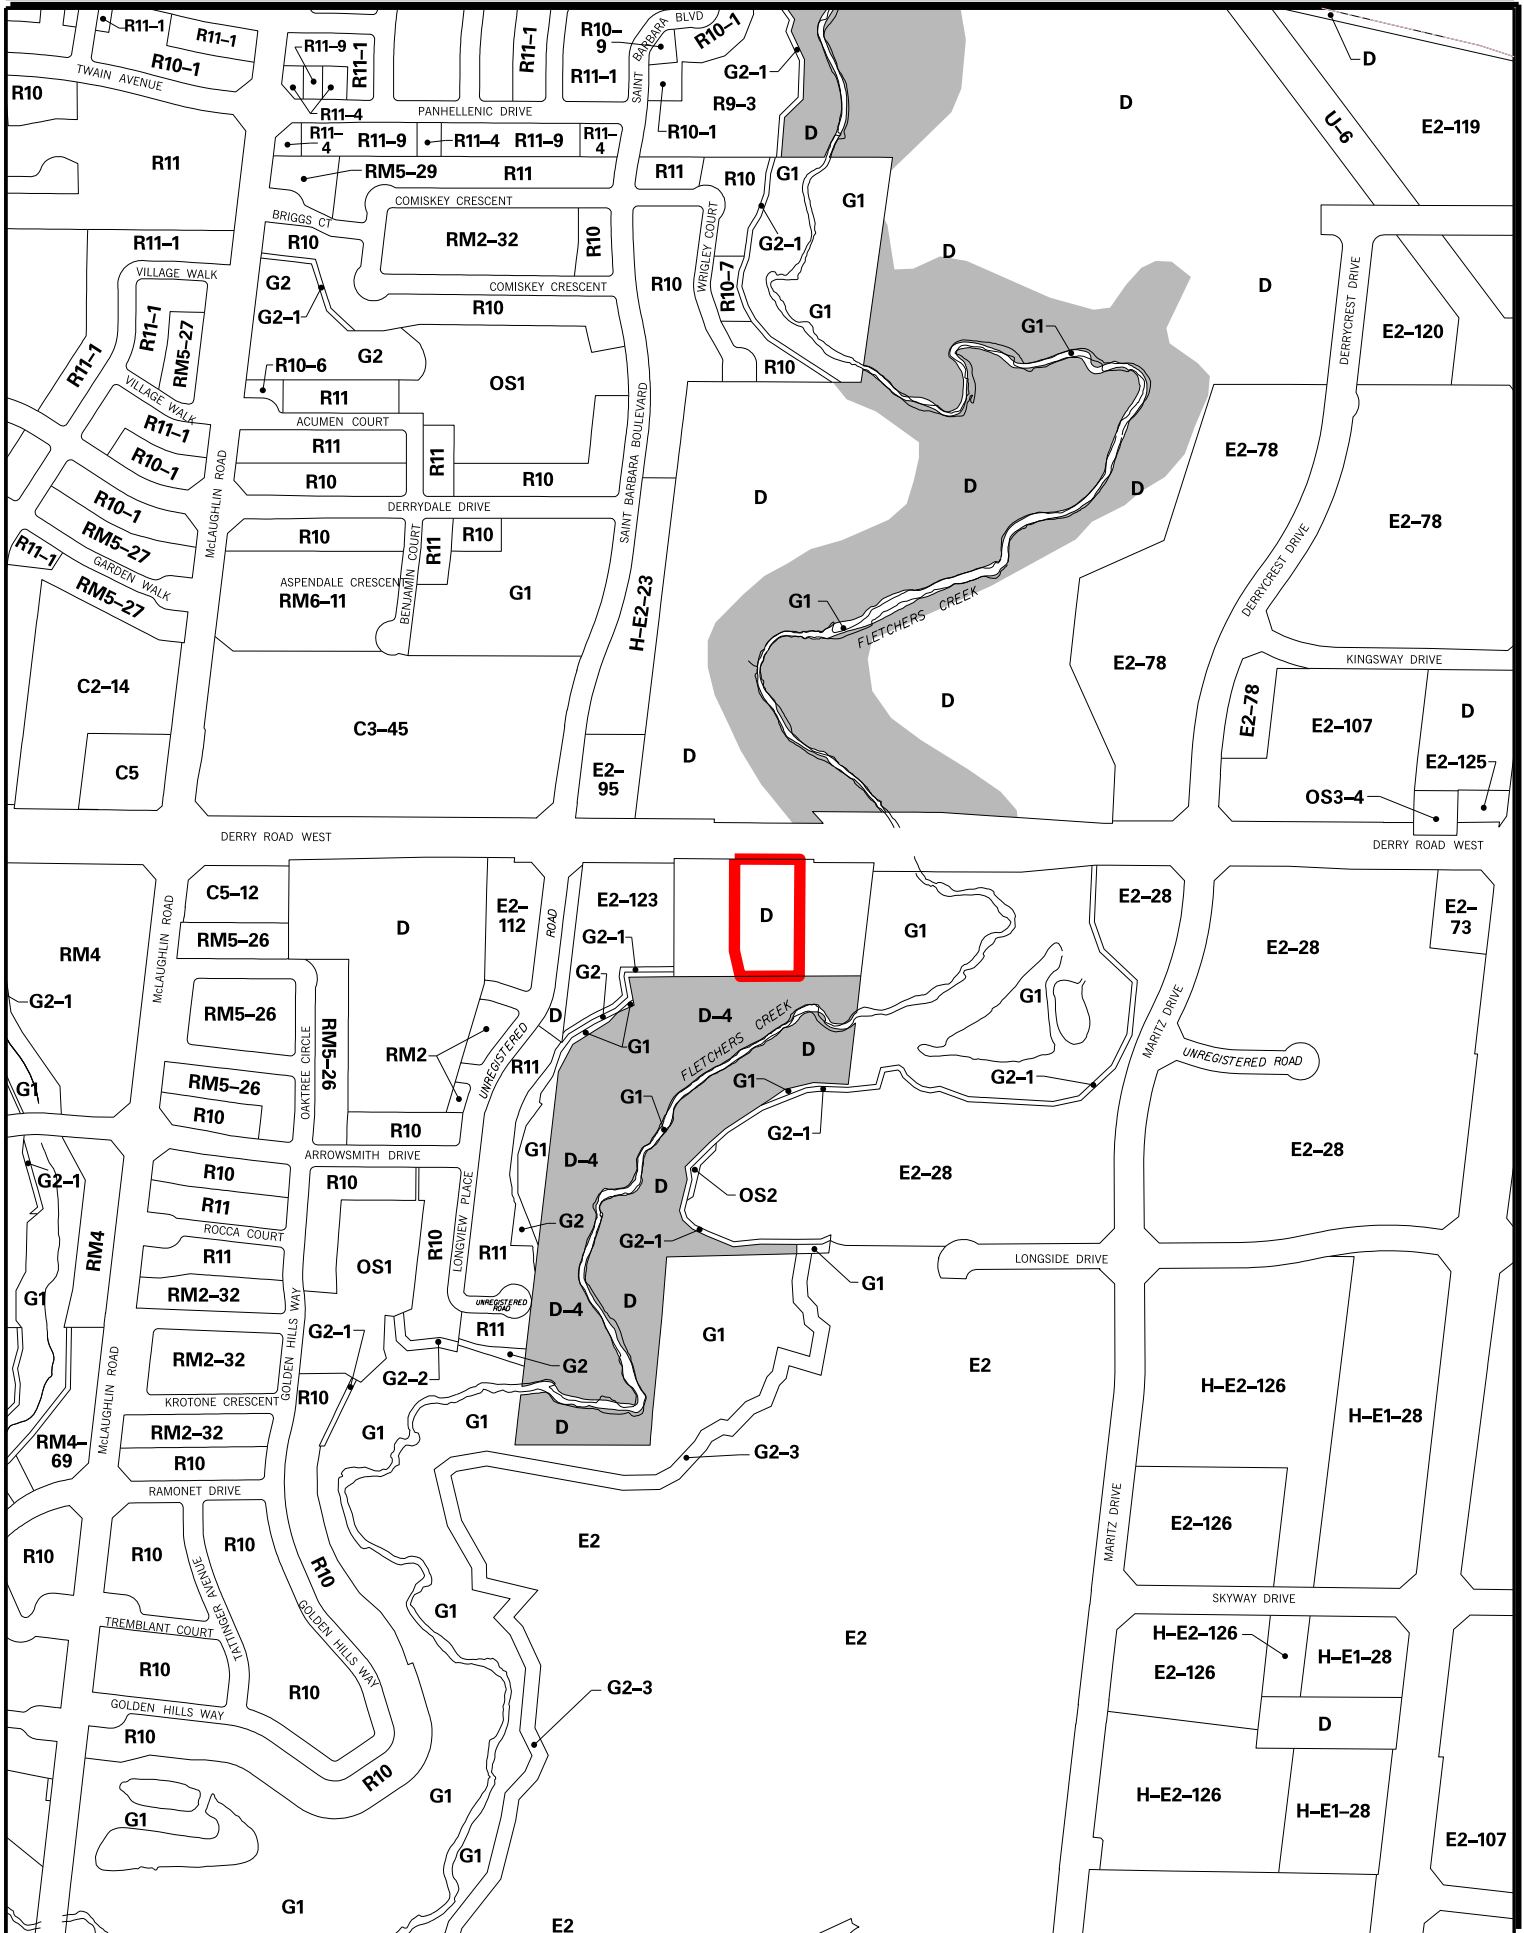 R11–1
R11–1
R10–1
TWAIN AVENUE
R10
R11–9
R11–1
R11–4
R11–1
R10–
9
R11–1
SAINT BARBARA BLVD
R10–1
G2–1
R9–3
R10–1
PANHELLENIC DRIVE
D
D
D
U–6
E2–119
R11
R11–
4
R11–9
R11–4
R11–9
R11–
4
RM5–29
R11
R11
R10
G1
G1
COMISKEY CRESCENT
BRIGGS CT
R10
RM2–32
R10
WRIGLEY COURT
G2–1
D
R11–1
VILLAGE WALK
G2
G2–1
COMISKEY CRESCENT
R10
R10
R10–7
G1
G1
D
DERRYCREST DRIVE
E2–120
R11–1
RM5–27
R11–1
G2
R10–6
R11
OS1
R10
VILLAGE WALK
R11–1
R10–1
ACUMEN COURT
R11
R10
R11
R10
SAINT BARBARA BOULEVARD
McLAUGHLIN ROAD
E2–78
D
D
D
R10–1
RM5–27
DERRYDALE DRIVE
R10
R11
R10
E2–78
R11–1
GARDEN WALK
RM5–27
ASPENDALE CRESCENT
RM6–11
BENJAMIN COURT
G1
H–E2–23
G1
FLETCHERS CREEK
DERRYCREST DRIVE
KINGSWAY DRIVE
C2–14
C3–45
D
E2–78
E2–78
E2–107
D
C5
E2–
95
D
E2–125
OS3–4
DERRY ROAD WEST
DERRY ROAD WEST
C5–12
RM5–26
D
E2–
112
ROAD
E2–123
G2–1
G2
D
G1
E2–28
E2–28
E2–
73
RM4
McLAUGHLIN ROAD
G2–1
RM5–26
OAKTREE CIRCLE
RM5–26
RM2
UNREGISTERED
D
R11
G1
D–4
FLETCHERS CREEK
D
G1
G1
G2–1
MARITZ DRIVE
UNREGISTERED ROAD
G1
RM5–26
R10
R10
G1
G1
G2–1
ARROWSMITH DRIVE
G2–1
RM4
R10
R11
R10
D–4
D
OS2
E2–28
E2–28
ROCCA COURT
R11
RM2–32
OS1
R10
LONGVIEW PLACE
R11
G2
G2–1
G1
LONGSIDE DRIVE
G1
UNREGISTERED
ROAD
D–4
D
R11
G2–1
GOLDEN HILLS WAY
G2
G2–2
G1
E2
McLAUGHLIN ROAD
RM2–32
KROTONE CRESCENT
R10
H–E2–126
H–E1–28
RM4–
69
RM2–32
R10
G1
G1
D
G2–3
RAMONET DRIVE
MARITZ DRIVE
E2–126
R10
R10
R10
R10
TATTINGER AVENUE
E2
SKYWAY DRIVE
TREMBLANT COURT
GOLDEN HILLS WAY
G1
E2
H–E2–126
E2–126
H–E1–28
R10
R10
G2–3
GOLDEN HILLS WAY
R10
R10
D
G1
G1
H–E2–126
H–E1–28
G1
E2–107
G1
E2